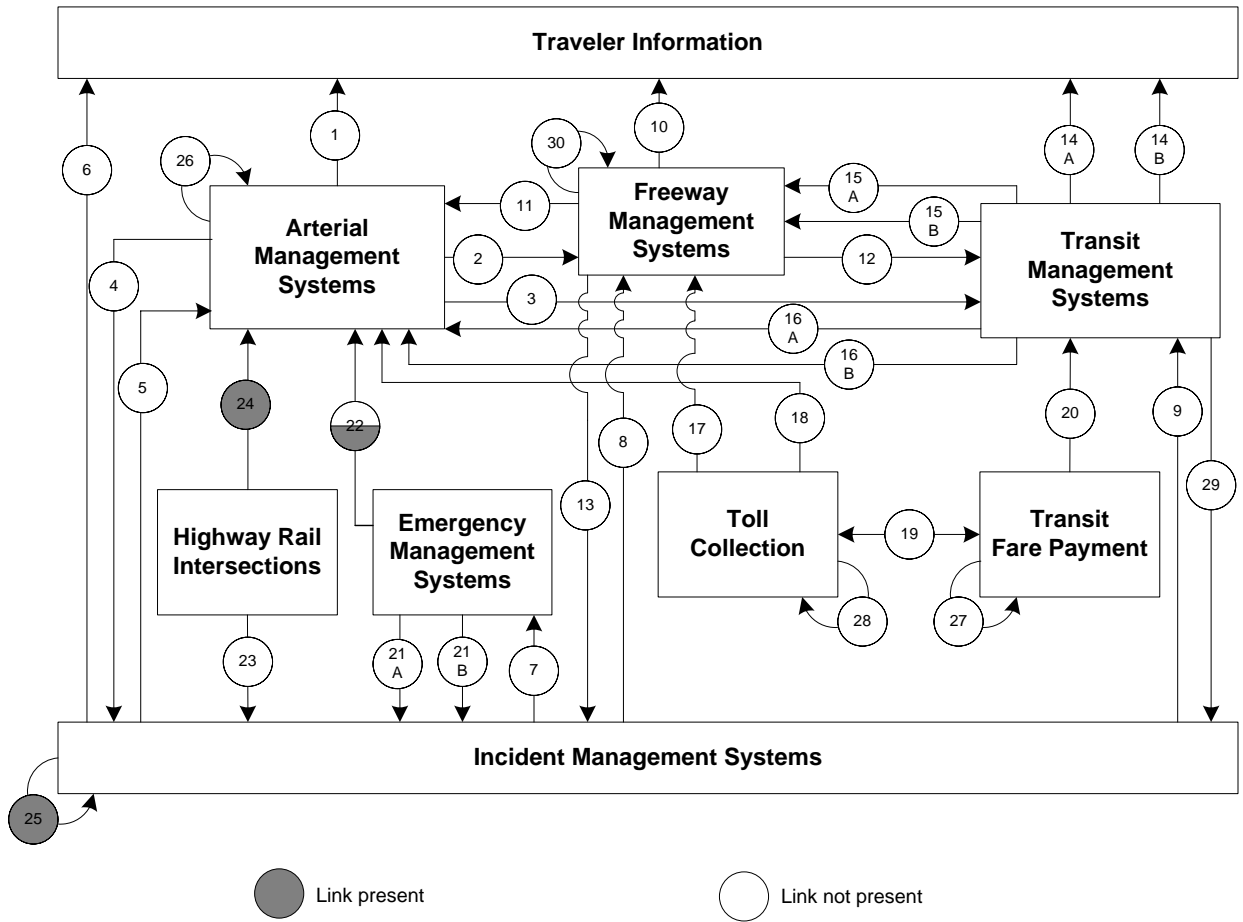 Traveler Information
6
1
10
14
A
14
B
26
30
15
A
15
B
Arterial
Management
Systems
11
Freeway
Management
Systems
Transit
Management
Systems
2
12
4
3
16
A
16
B
5
24
22
8
17
18
20
9
29
13
Highway Rail
Intersections
Emergency
Management
Systems
Toll
Collection
19
Transit
Fare Payment
28
27
23
21
A
21
B
7
Incident Management Systems
25
Link present
Link not present